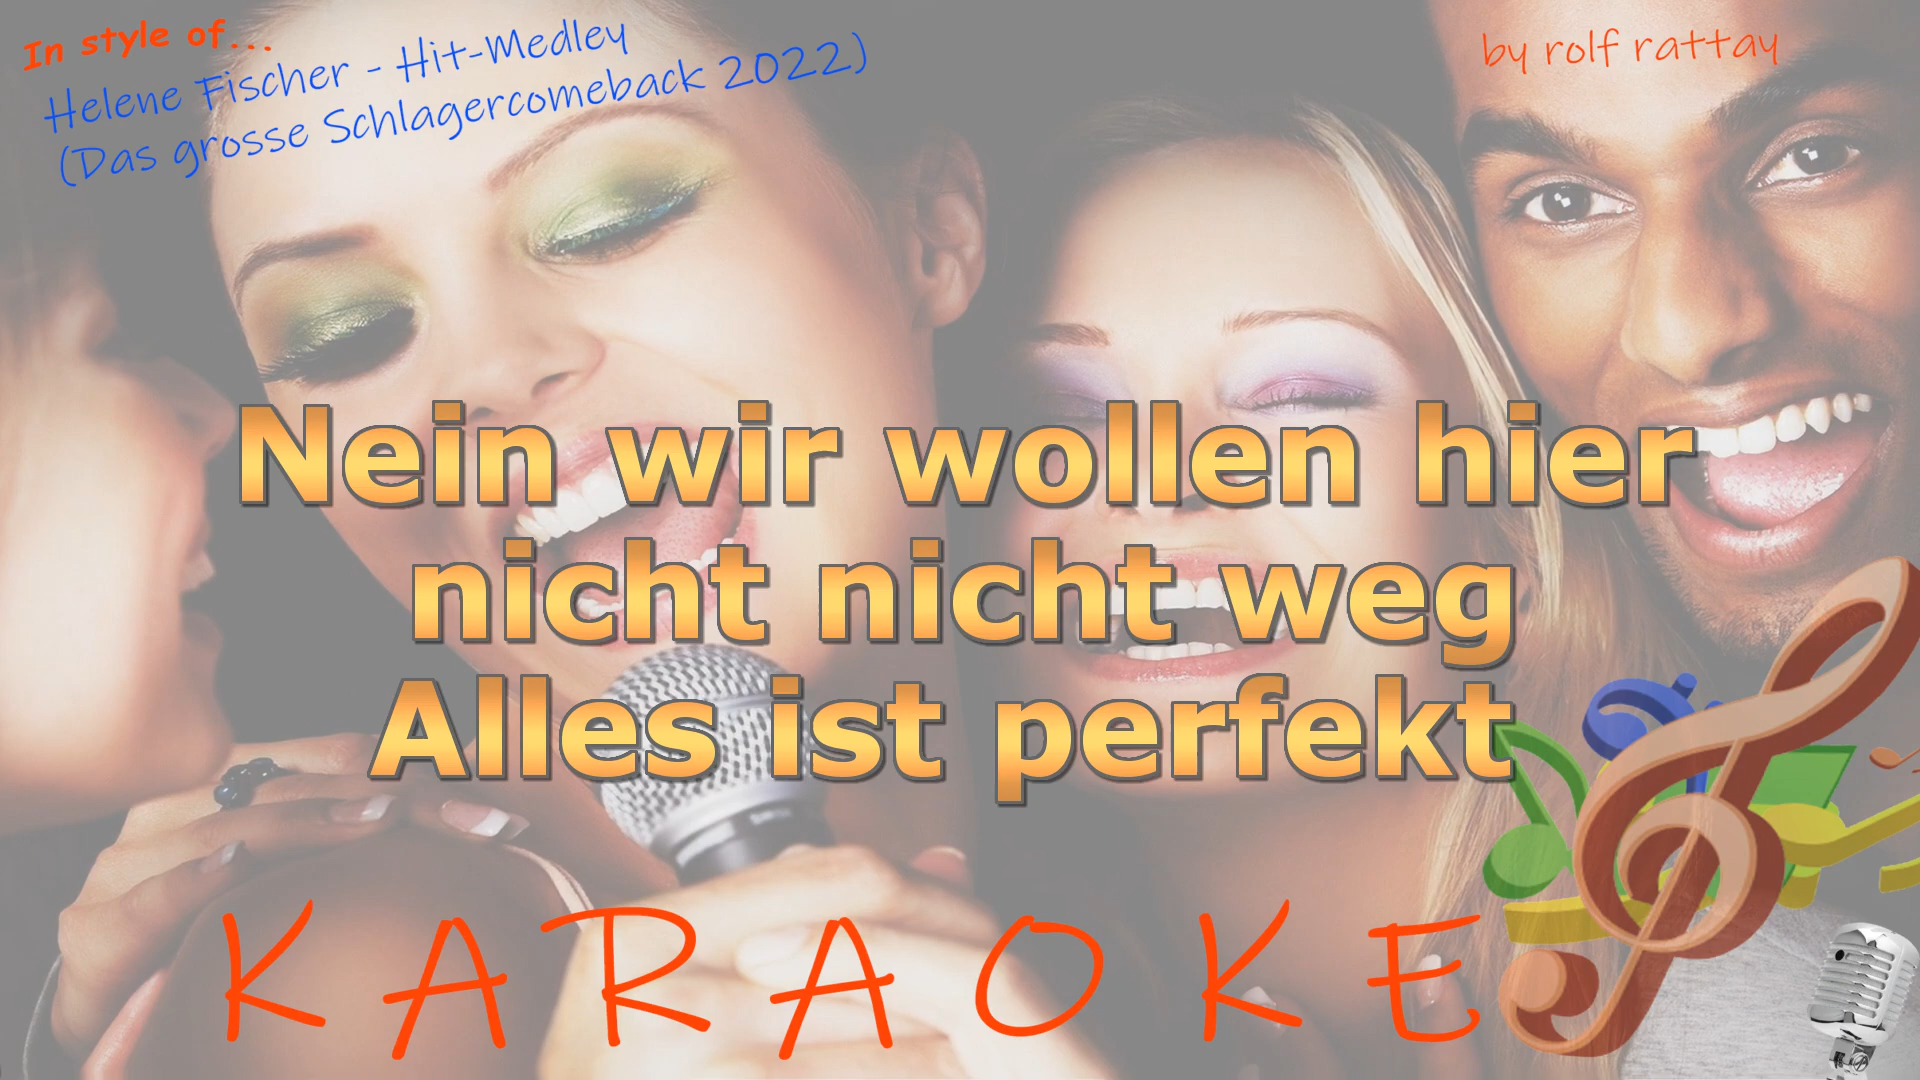 In style of...
Helene Fischer - Hit-Medley
(Das grosse Schlagercomeback 2022)
by rolf rattay
Nein wir wollen hier
nicht nicht weg
Alles ist perfekt
KARAOKE